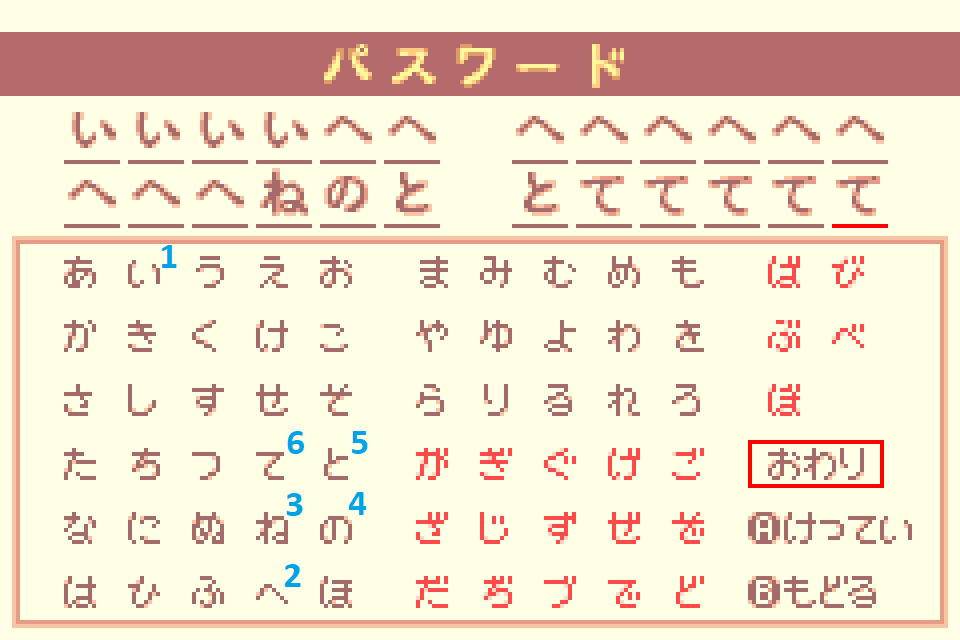 パスワード
いいいいへへ へへへへへへ
へへへねのと とててててて
あ い1 う え お ま み む め も ば び
か き く け こ や ゆ よ わ を ぶ べ
さ し す せ そ ら り る れ ろ ぼ
た ち つ て6 と5 が ぎ ぐ げ ご おわり
な に ぬ ね3 の4 ざ じ ず ぜ ぞ Aけってい
は ひ ふ へ2 ほ だ ぢ づ で ど Bもどる